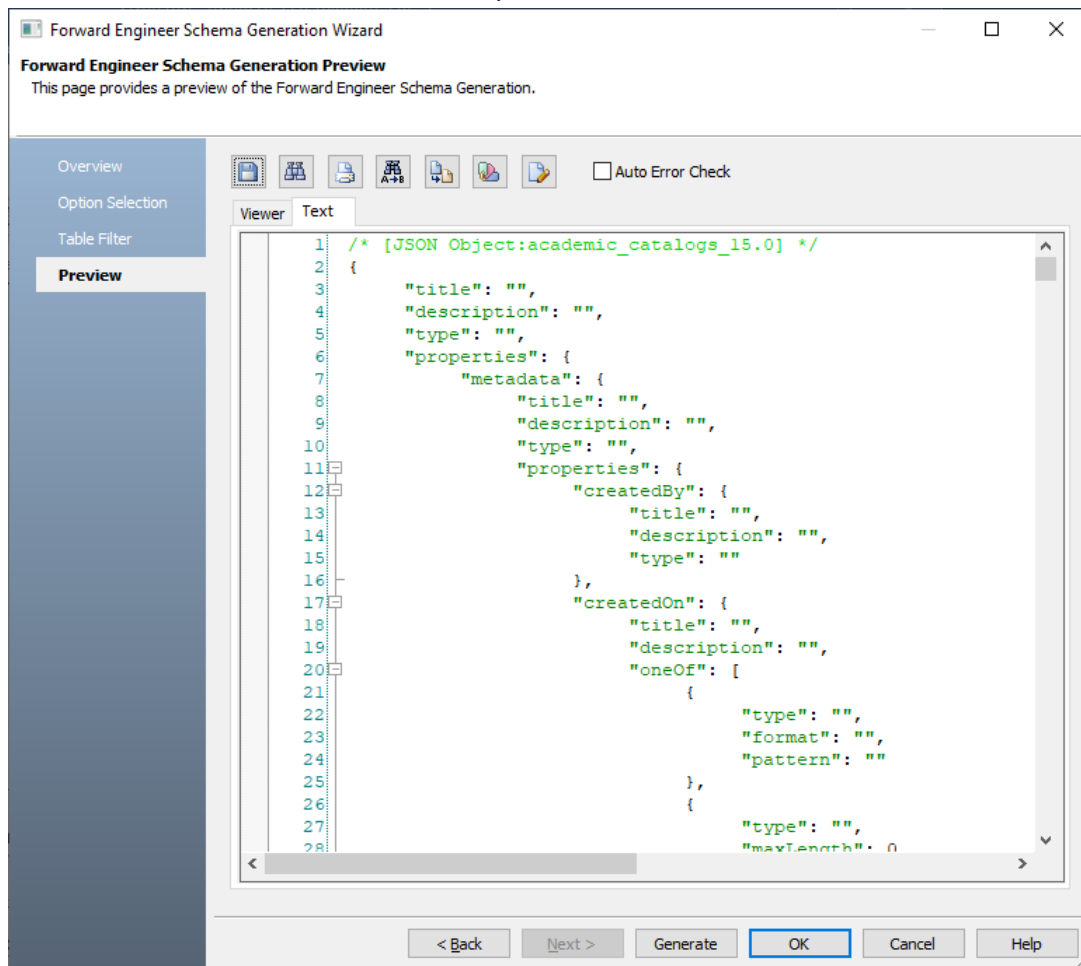 Forward Engineer Schema Generation Wizard
Forward Engineer Schema Generation Preview
This page provides a preview of the Forward Engineer Schema Generation.
Overview
Option Selection
Table Filter
Preview
A→B
Auto Error Check
Viewer Text
1 /* [JSON Object:academic_catalogs_15.0] */
2 {
3 "title": "",
4 "description": "",
5 "type": "",
6 "properties": {
7 "metadata": {
8 "title": "",
9 "description": "",
10 "type": "",
11 "properties": {
12 "createdBy": {
13 "title": "",
14 "description": "",
15 "type": ""
16 },
17 "createdOn": {
18 "title": "",
19 "description": "",
20 "oneOf": [
21 {
22 "type": "",
23 "format": "",
24 "pattern": ""
25 },
26 {
27 "type": "",
28 "maxLength": 0
< Back Next > Generate OK Cancel Help